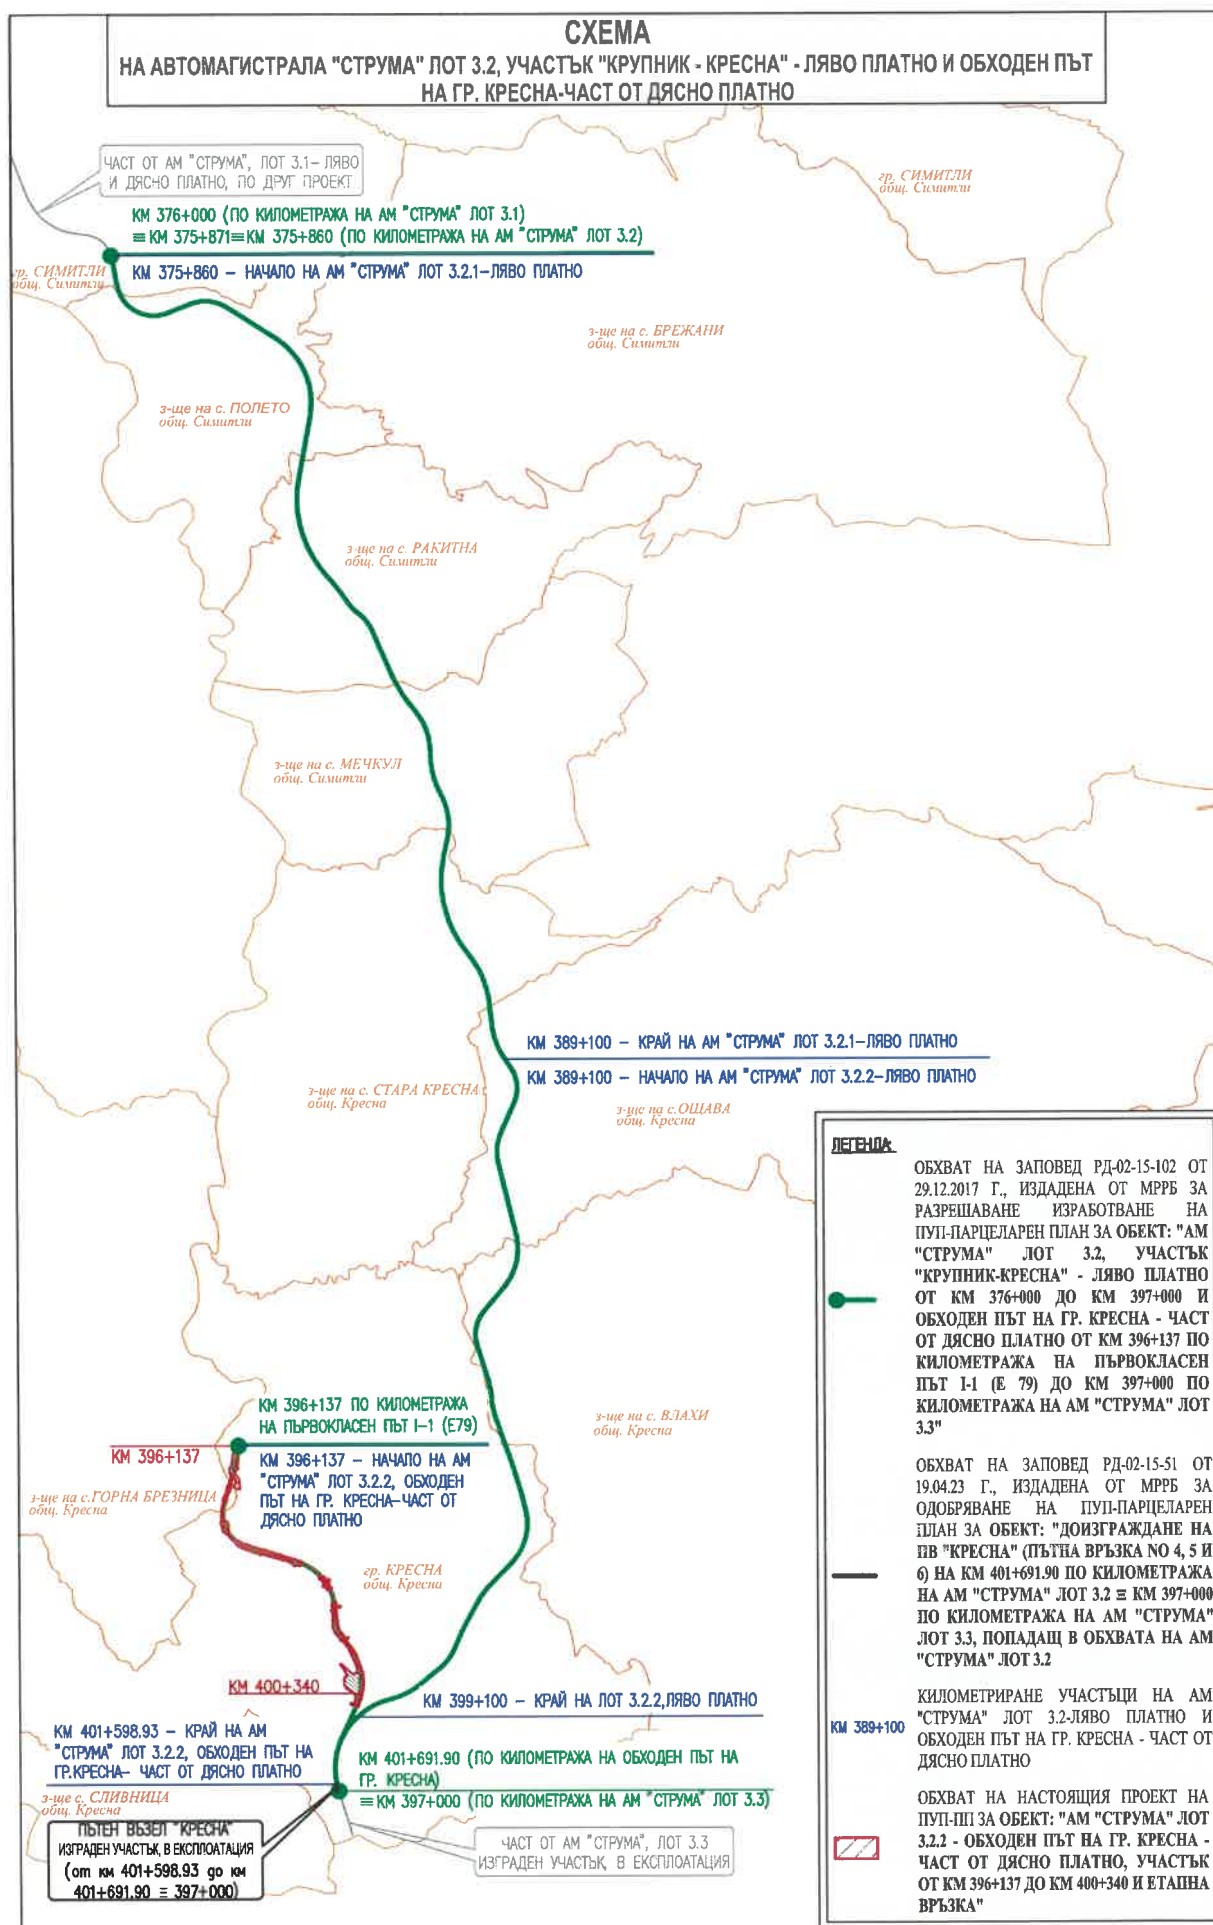 СХЕМА
НА АВТОМАГИСТРАЛА "СТРУМА" ЛОТ 3.2, УЧАСТЪК "КРУПНИК - КРЕСНА" - ЛЯВО ПЛАТНО И ОБХОДЕН ПЪТ
НА ГР. КРЕСНА-ЧАСТ ОТ ДЯСНО ПЛАТНО
ЧАСТ ОТ АМ "СТРУМА", ЛОТ 3.1– ЛЯВО
И ДЯСНО ПЛАТНО, ПО ДРУГ ПРОЕКТ
гр. СИМИТЛИ
общ. Симитли
КМ 376+000 (ПО КИЛОМЕТРАЖА НА АМ "СТРУМА" ЛОТ 3.1)
≡ КМ 375+871≡КМ 375+860 (ПО КИЛОМЕТРАЖА НА АМ "СТРУМА" ЛОТ 3.2)
КМ 375+860 – НАЧАЛО НА АМ "СТРУМА" ЛОТ 3.2.1–ЛЯВО ПЛАТНО
гр. СИМИТЛИ
общ. Симитли
з-ще на с. БРЕЖАНИ
общ. Симитли
з-ще на с. ПОЛЕТО
общ. Симитли
з-ще на с. РАКИТНА
общ. Симитли
з-ще на с. МЕЧКУЛ
общ. Симитли
КМ 389+100 – КРАЙ НА АМ "СТРУМА" ЛОТ 3.2.1–ЛЯВО ПЛАТНО
КМ 389+100 – НАЧАЛО НА АМ "СТРУМА" ЛОТ 3.2.2–ЛЯВО ПЛАТНО
з-ще на с. СТАРА КРЕСНА
общ. Кресна
з-ще на с.ОЩАВА
общ. Кресна
КМ 396+137 ПО КИЛОМЕТРАЖА
НА ПЪРВОКЛАСЕН ПЪТ I–1 (Е79)
КМ 396+137
КМ 396+137 – НАЧАЛО НА АМ
"СТРУМА" ЛОТ 3.2.2, ОБХОДЕН
ПЪТ НА ГР. КРЕСНА–ЧАСТ ОТ
ДЯСНО ПЛАТНО
з-ще на с. ВЛАХИ
общ. Кресна
з-ще на с.ГОРНА БРЕЗНИЦА
общ. Кресна
гр. КРЕСНА
общ. Кресна
КМ 400+340
КМ 399+100 – КРАЙ НА ЛОТ 3.2.2,ЛЯВО ПЛАТНО
КМ 401+598.93 – КРАЙ НА АМ
"СТРУМА" ЛОТ 3.2.2, ОБХОДЕН ПЪТ НА
ГР.КРЕСНА– ЧАСТ ОТ ДЯСНО ПЛАТНО
КМ 401+691.90 (ПО КИЛОМЕТРАЖА НА ОБХОДЕН ПЪТ НА
ГР. КРЕСНА)
≡ КМ 397+000 (ПО КИЛОМЕТРАЖА НА АМ "СТРУМА" ЛОТ 3.3)
з-ще с. СЛИВНИЦА
общ. Кресна
ПЪТЕН ВЪЗЕЛ "КРЕСНА"
ИЗГРАДЕН УЧАСТЪК, В ЕКСПЛОАТАЦИЯ
(от км 401+598.93 до км
401+691.90 ≡ 397+000)
ЧАСТ ОТ АМ "СТРУМА", ЛОТ 3.3
ИЗГРАДЕН УЧАСТЪК, В ЕКСПЛОАТАЦИЯ
ЛЕГЕНДА:
ОБХВАТ НА ЗАПОВЕД РД-02-15-102 ОТ
29.12.2017 Г., ИЗДАДЕНА ОТ МРРБ ЗА
РАЗРЕШАВАНЕ ИЗРАБОТВАНЕ НА
ПУП-ПАРЦЕЛАРЕН ПЛАН ЗА ОБЕКТ: "АМ
"СТРУМА" ЛОТ 3.2, УЧАСТЪК
"КРУПНИК-КРЕСНА" - ЛЯВО ПЛАТНО
ОТ КМ 376+000 ДО КМ 397+000 И
ОБХОДЕН ПЪТ НА ГР. КРЕСНА - ЧАСТ
ОТ ДЯСНО ПЛАТНО ОТ КМ 396+137 ПО
КИЛОМЕТРАЖА НА ПЪРВОКЛАСЕН
ПЪТ I-1 (Е 79) ДО КМ 397+000 ПО
КИЛОМЕТРАЖА НА АМ "СТРУМА" ЛОТ
3.3"
ОБХВАТ НА ЗАПОВЕД РД-02-15-51 ОТ
19.04.23 Г., ИЗДАДЕНА ОТ МРРБ ЗА
ОДОБРЯВАНЕ НА ПУП-ПАРЦЕЛАРЕН
ПЛАН ЗА ОБЕКТ: "ДОИЗГРАЖДАНЕ НА
ПВ "КРЕСНА" (ПЪТНА ВРЪЗКА NO 4, 5 И
6) НА КМ 401+691.90 ПО КИЛОМЕТРАЖА
НА АМ "СТРУМА" ЛОТ 3.2 ≡ КМ 397+000
ПО КИЛОМЕТРАЖА НА АМ "СТРУМА"
ЛОТ 3.3, ПОПАДАЩ В ОБХВАТА НА АМ
"СТРУМА" ЛОТ 3.2
КМ 389+100
КИЛОМЕТРИРАНЕ УЧАСТЪЦИ НА АМ
"СТРУМА" ЛОТ 3.2-ЛЯВО ПЛАТНО И
ОБХОДЕН ПЪТ НА ГР. КРЕСНА - ЧАСТ ОТ
ДЯСНО ПЛАТНО
ОБХВАТ НА НАСТОЯЩИЯ ПРОЕКТ НА
ПУП-ПП ЗА ОБЕКТ: "АМ "СТРУМА" ЛОТ
3.2.2 - ОБХОДЕН ПЪТ НА ГР. КРЕСНА -
ЧАСТ ОТ ДЯСНО ПЛАТНО, УЧАСТЪК
ОТ КМ 396+137 ДО КМ 400+340 И ЕТАПНА
ВРЪЗКА"